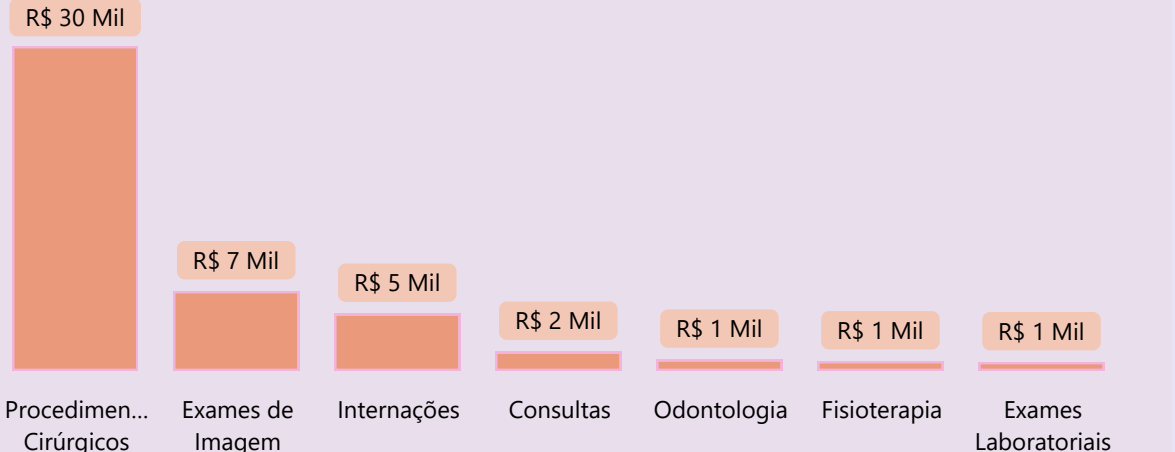 R$ 30 Mil
R$ 7 Mil
R$ 5 Mil
R$ 2 Mil
R$ 1 Mil
R$ 1 Mil
R$ 1 Mil
Procedimen...
Cirúrgicos
Exames de
Imagem
Internações
Consultas
Odontologia
Fisioterapia
Exames
Laboratoriais